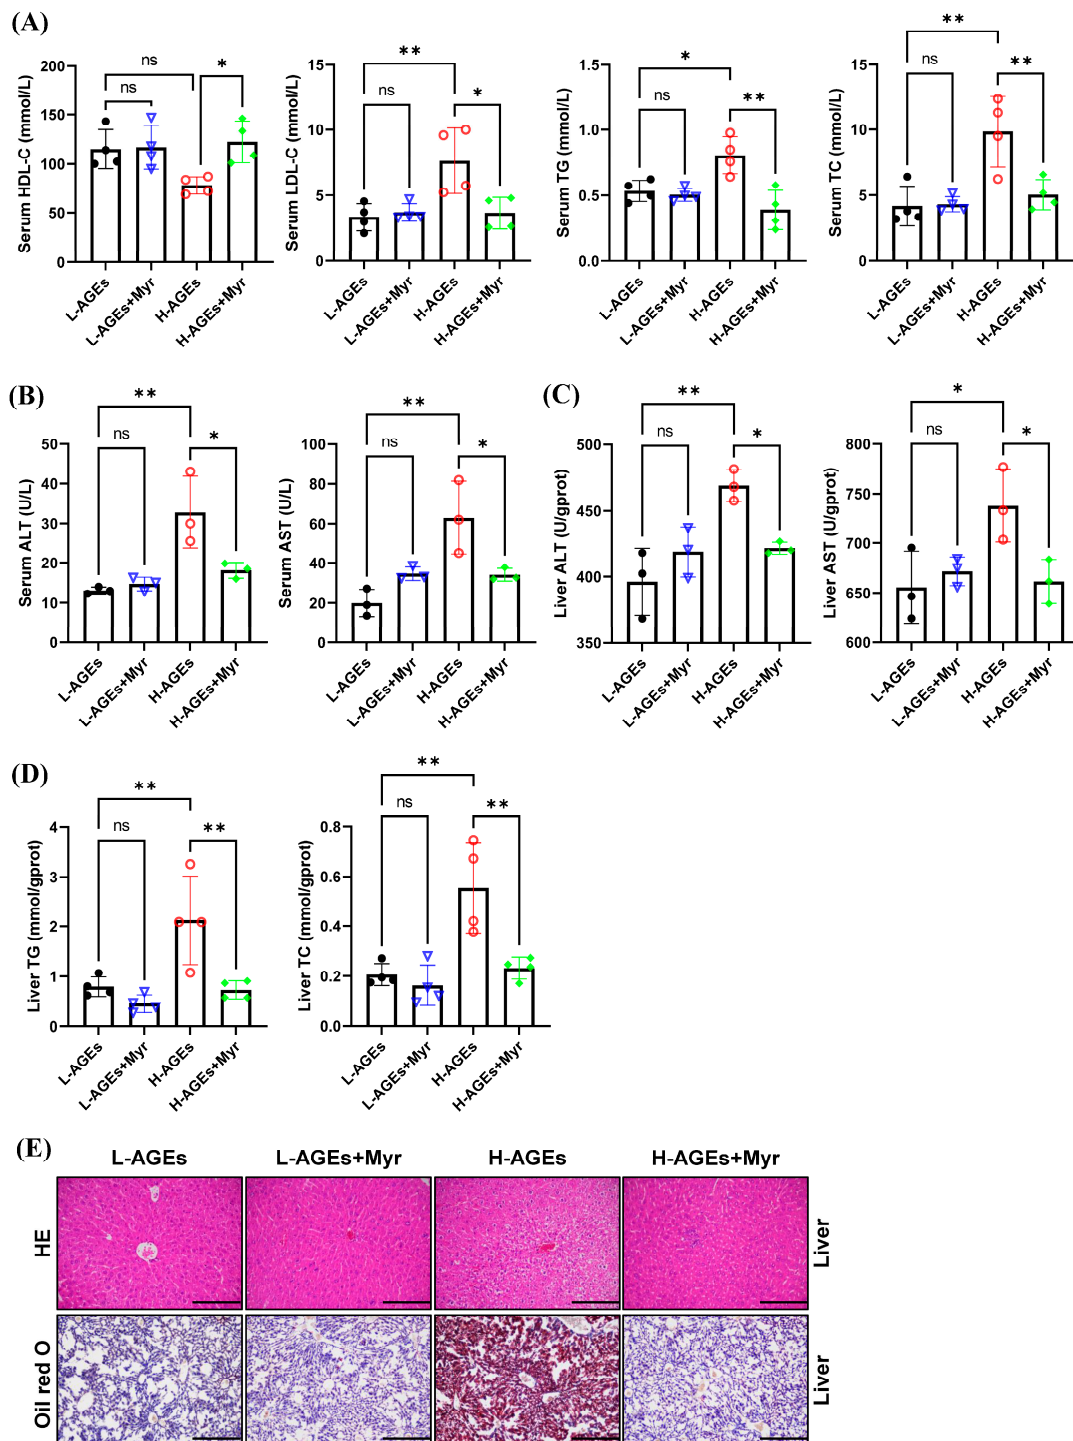 (A)
ns
ns
*
Serum HDL-C (mmol/L)
200
150
100
50
0
L-AGEs
L-AGEs+Myr
H-AGEs
H-AGEs+Myr
**
ns
*
Serum LDL-C (mmol/L)
15
10
5
0
L-AGEs
L-AGEs+Myr
H-AGEs
H-AGEs+Myr
*
ns
**
Serum TG (mmol/L)
1.5
1.0
0.5
0.0
L-AGEs
L-AGEs+Myr
H-AGEs
H-AGEs+Myr
**
ns
**
Serum TC (mmol/L)
15
10
5
0
L-AGEs
L-AGEs+Myr
H-AGEs
H-AGEs+Myr
(B)
**
ns
*
Serum ALT (U/L)
50
40
30
20
10
0
L-AGEs
L-AGEs+Myr
H-AGEs
H-AGEs+Myr
**
ns
*
Serum AST (U/L)
100
80
60
40
20
0
L-AGEs
L-AGEs+Myr
H-AGEs
H-AGEs+Myr
(C)
**
ns
*
Liver ALT (U/gprot)
500
450
400
350
L-AGEs
L-AGEs+Myr
H-AGEs
H-AGEs+Myr
*
ns
*
Liver AST (U/gprot)
800
750
700
650
600
L-AGEs
L-AGEs+Myr
H-AGEs
H-AGEs+Myr
(D)
**
ns
**
Liver TG (mmol/gprot)
4
3
2
1
0
L-AGEs
L-AGEs+Myr
H-AGEs
H-AGEs+Myr
**
ns
**
Liver TC (mmol/gprot)
0.8
0.6
0.4
0.2
0.0
L-AGEs
L-AGEs+Myr
H-AGEs
H-AGEs+Myr
(E)
L-AGEs
L-AGEs+Myr
H-AGEs
H-AGEs+Myr
HE
Liver
Oil red O
Liver